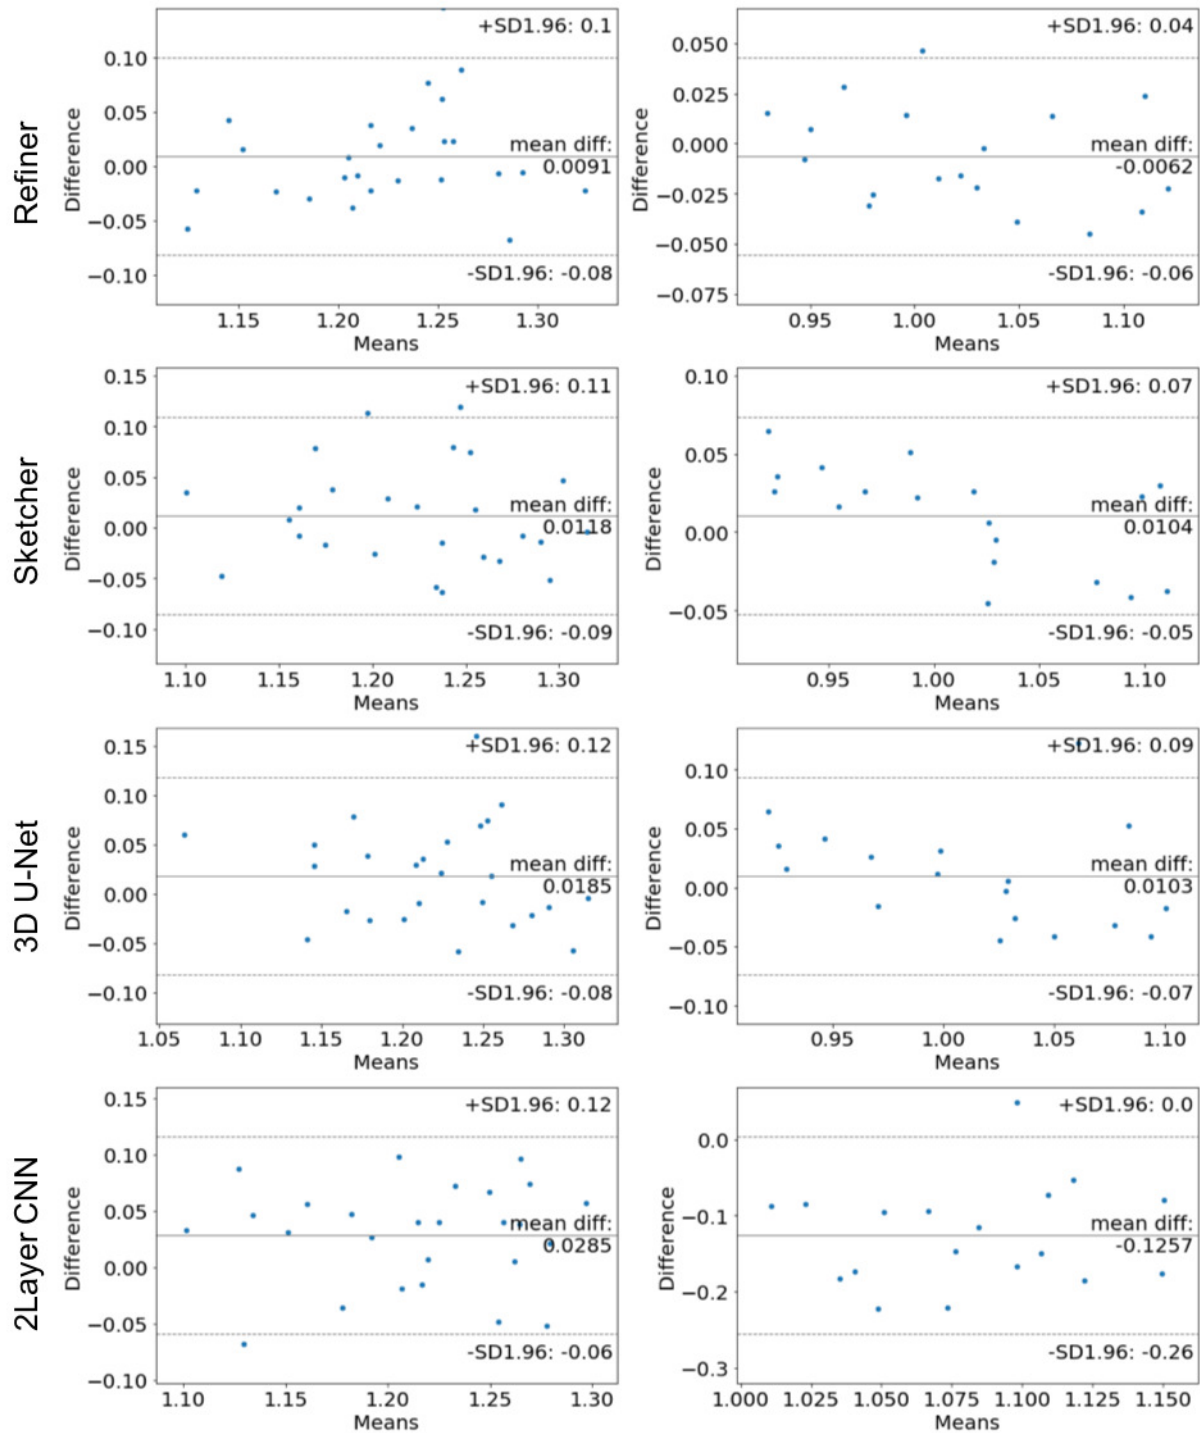 Refiner
Difference
0.10
0.05
0.00
−0.05
−0.10
+SD1.96: 0.1
mean diff:
0.0091
-SD1.96: -0.08
1.15 1.20 1.25 1.30
Means
Difference
0.050
0.025
0.000
−0.025
−0.050
−0.075
+SD1.96: 0.04
mean diff:
-0.0062
-SD1.96: -0.06
0.95 1.00 1.05 1.10
Means
Sketcher
Difference
0.15
0.10
0.05
0.00
−0.05
−0.10
+SD1.96: 0.11
mean diff:
0.0118
-SD1.96: -0.09
1.10 1.15 1.20 1.25 1.30
Means
Difference
0.10
0.05
0.00
−0.05
+SD1.96: 0.07
mean diff:
0.0104
-SD1.96: -0.05
0.95 1.00 1.05 1.10
Means
3D U-Net
Difference
0.15
0.10
0.05
0.00
−0.05
−0.10
+SD1.96: 0.12
mean diff:
0.0185
-SD1.96: -0.08
1.05 1.10 1.15 1.20 1.25 1.30
Means
Difference
0.10
0.05
0.00
−0.05
−0.10
+SD1.96: 0.09
mean diff:
0.0103
-SD1.96: -0.07
0.95 1.00 1.05 1.10
Means
2Layer CNN
Difference
0.15
0.10
0.05
0.00
−0.05
−0.10
+SD1.96: 0.12
mean diff:
0.0285
-SD1.96: -0.06
1.10 1.15 1.20 1.25 1.30
Means
Difference
0.0
−0.1
−0.2
−0.3
+SD1.96: 0.0
mean diff:
-0.1257
-SD1.96: -0.26
1.000 1.025 1.050 1.075 1.100 1.125 1.150
Means